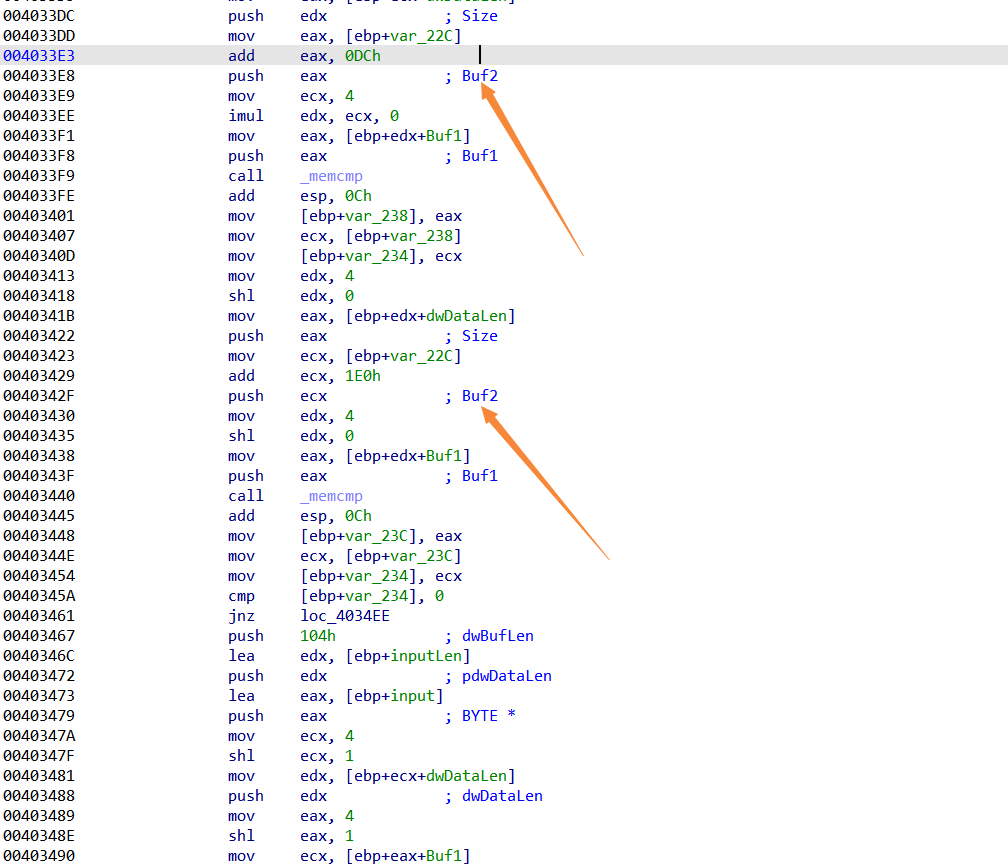 004033DC push edx ; Size
004033DD mov eax, [ebp+var_22C]
004033E3 add eax, 0DCh
004033E8 push eax ; Buf2
004033E9 mov ecx, 4
004033EE imul edx, ecx, 0
004033F1 mov eax, [ebp+edx+Buf1]
004033F8 push eax ; Buf1
004033F9 call _memcmp
004033FE add esp, 0Ch
00403401 mov [ebp+var_238], eax
00403407 mov ecx, [ebp+var_238]
0040340D mov [ebp+var_234], ecx
00403413 mov edx, 4
00403418 shl edx, 0
0040341B mov eax, [ebp+edx+dwDataLen]
00403422 push eax ; Size
00403423 mov ecx, [ebp+var_22C]
00403429 add ecx, 1E0h
0040342F push ecx ; Buf2
00403430 mov edx, 4
00403435 shl edx, 0
00403438 mov eax, [ebp+edx+Buf1]
0040343F push eax ; Buf1
00403440 call _memcmp
00403445 add esp, 0Ch
00403448 mov [ebp+var_23C], eax
0040344E mov ecx, [ebp+var_23C]
00403454 mov [ebp+var_234], ecx
0040345A cmp [ebp+var_234], 0
00403461 jnz loc_4034EE
00403467 push 104h ; dwBufLen
0040346C lea edx, [ebp+inputLen]
00403472 push edx ; pdwDataLen
00403473 lea eax, [ebp+input]
00403479 push eax ; BYTE *
0040347A mov ecx, 4
0040347F shl ecx, 1
00403481 mov edx, [ebp+ecx+dwDataLen]
00403488 push edx ; dwDataLen
00403489 mov eax, 4
0040348E shl eax, 1
00403490 mov ecx, [ebp+eax+Buf1]